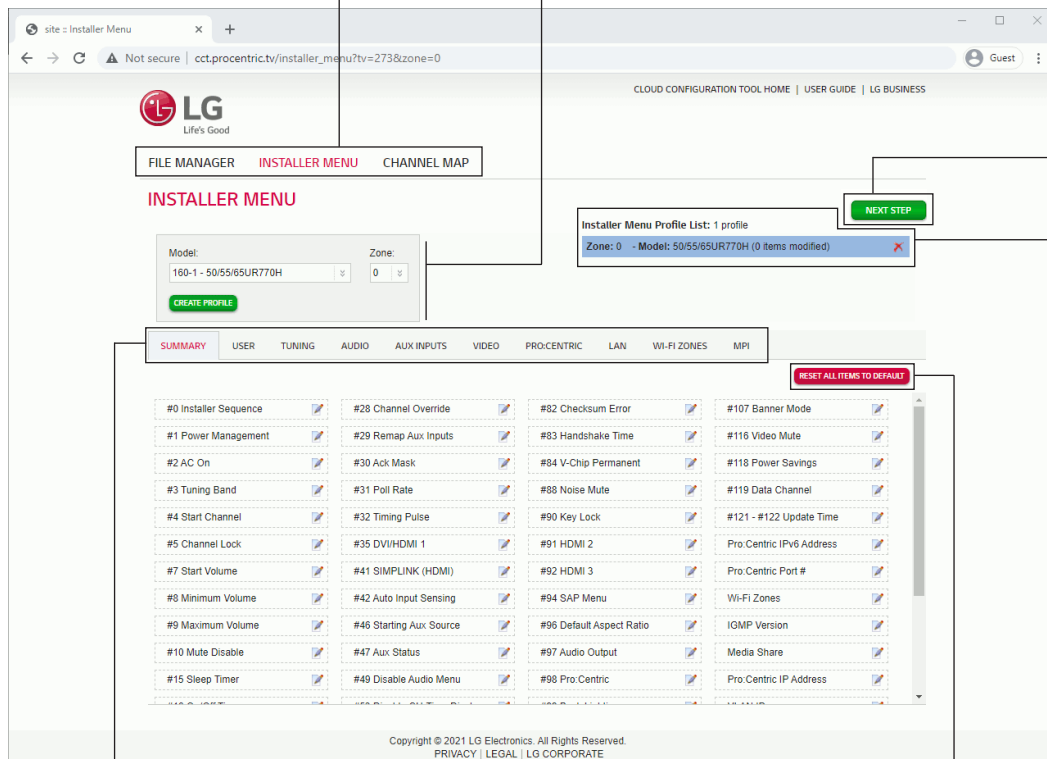 site :: Installer Menu
Not secure | cct.procentric.tv/installer_menu?tv=273&zone=0
Guest
LG
Life's Good
CLOUD CONFIGURATION TOOL HOME | USER GUIDE | LG BUSINESS
FILE MANAGER INSTALLER MENU CHANNEL MAP
INSTALLER MENU
NEXT STEP
Installer Menu Profile List: 1 profile
Zone: 0 - Model: 50/55/65UR770H (0 items modified)
Model: Zone:
160-1 - 50/55/65UR770H 0
CREATE PROFILE
SUMMARY USER TUNING AUDIO AUX INPUTS VIDEO PRO:CENTRIC LAN WI-FI ZONES MPI
RESET ALL ITEMS TO DEFAULT
#0 Installer Sequence #28 Channel Override #82 Checksum Error #107 Banner Mode
#1 Power Management #29 Remap Aux Inputs #83 Handshake Time #116 Video Mute
#2 AC On #30 Ack Mask #84 V-Chip Permanent #118 Power Savings
#3 Tuning Band #31 Poll Rate #88 Noise Mute #119 Data Channel
#4 Start Channel #32 Timing Pulse #90 Key Lock #121 - #122 Update Time
#5 Channel Lock #35 DVI/HDMI 1 #91 HDMI 2 Pro:Centric IPv6 Address
#7 Start Volume #41 SIMPLINK (HDMI) #92 HDMI 3 Pro:Centric Port #
#8 Minimum Volume #42 Auto Input Sensing #94 SAP Menu Wi-Fi Zones
#9 Maximum Volume #46 Starting Aux Source #96 Default Aspect Ratio IGMP Version
#10 Mute Disable #47 Aux Status #97 Audio Output Media Share
#15 Sleep Timer #49 Disable Audio Menu #98 Pro:Centric Pro:Centric IP Address
Copyright © 2021 LG Electronics. All Rights Reserved.
PRIVACY | LEGAL | LG CORPORATE